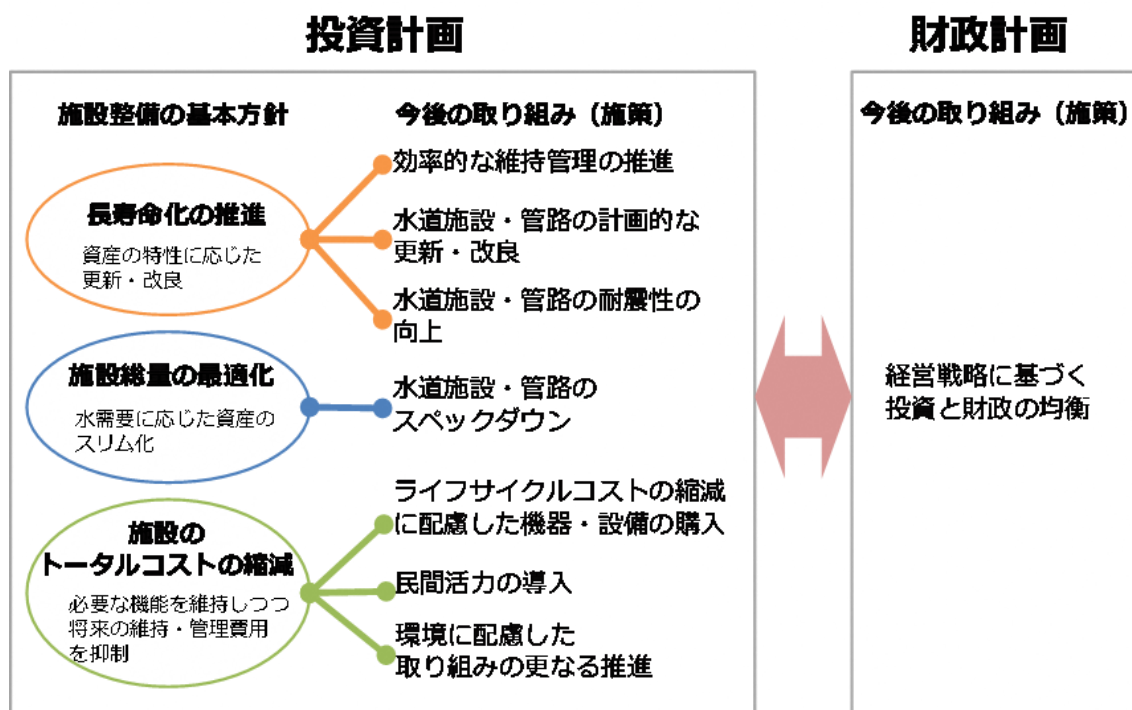 投資計画
施設整備の基本方針
今後の取り組み（施策）
長寿命化の推進
資産の特性に応じた
更新・改良
効率的な維持管理の推進
水道施設・管路の計画的な
更新・改良
水道施設・管路の耐震性の
向上
施設総量の最適化
水需要に応じた資産の
スリム化
水道施設・管路の
スペックダウン
施設の
トータルコストの縮減
必要な機能を維持しつつ
将来の維持・管理費用
を抑制
ライフサイクルコストの縮減
に配慮した機器・設備の購入
民間活力の導入
環境に配慮した
取り組みの更なる推進
財政計画
今後の取り組み（施策）
経営戦略に基づく
投資と財政の均衡